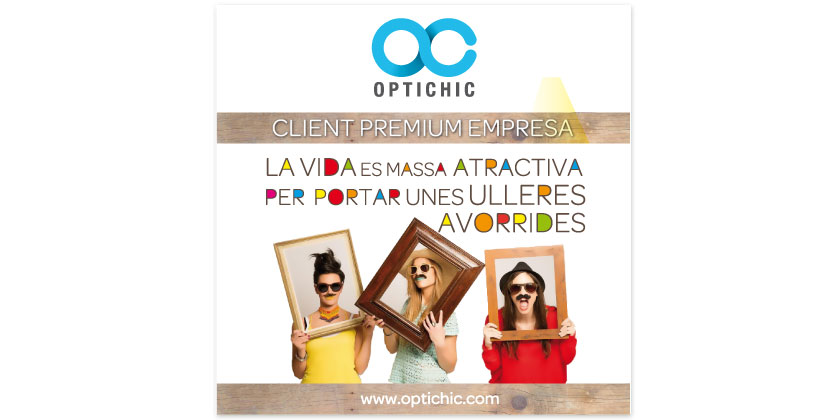 OC
OPTICHIC
CLIENT PREMIUM EMPRESA
LA VIDA ES MASSA ATRACTIVA
PER PORTAR UNES ULLERES
AVORRIDES
www.optichic.com